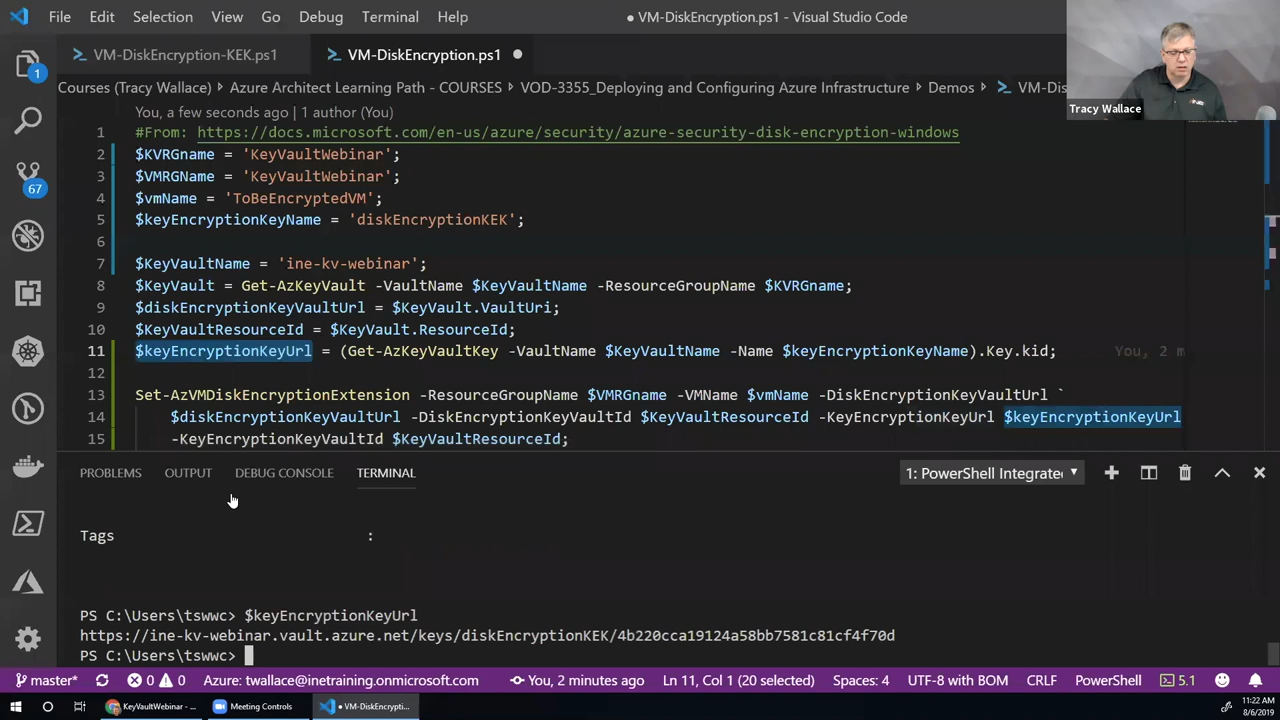 File Edit Selection View Go Debug Terminal Help
● VM-DiskEncryption.ps1 - Visual Studio Code
VM-DiskEncryption-KEK.ps1
VM-DiskEncryption.ps1
Tracy Wallace
Courses (Tracy Wallace) > Azure Architect Learning Path - COURSES > VOD-3355_Deploying and Configuring Azure Infrastructure > Demos >
You, a few seconds ago | 1 author (You)
1 #From: https://docs.microsoft.com/en-us/azure/security/azure-security-disk-encryption-windows
2 $KVRGname = 'KeyVaultWebinar';
3 $VMRGName = 'KeyVaultWebinar';
4 $vmName = 'ToBeEncryptedVM';
5 $keyEncryptionKeyName = 'diskEncryptionKEK';
6
7 $KeyVaultName = 'ine-kv-webinar';
8 $KeyVault = Get-AzKeyVault -VaultName $KeyVaultName -ResourceGroupName $KVRGname;
9 $diskEncryptionKeyVaultUrl = $KeyVault.VaultUri;
10 $KeyVaultResourceId = $KeyVault.ResourceId;
11 $keyEncryptionKeyUrl = (Get-AzKeyVaultKey -VaultName $KeyVaultName -Name $keyEncryptionKeyName).Key.kid; You, 2 m
12
13 Set-AzVMDiskEncryptionExtension -ResourceGroupName $VMRGname -VMName $vmName -DiskEncryptionKeyVaultUrl `
14 $diskEncryptionKeyVaultUrl -DiskEncryptionKeyVaultId $KeyVaultResourceId -KeyEncryptionKeyUrl $keyEncryptionKeyUrl
15 -KeyEncryptionKeyVaultId $KeyVaultResourceId;
1
67
PROBLEMS OUTPUT DEBUG CONSOLE TERMINAL 1: PowerShell Integrate
Tags :
PS C:\Users\tswwc> $keyEncryptionKeyUrl
https://ine-kv-webinar.vault.azure.net/keys/diskEncryptionKEK/4b220cca19124a58bb7581c81cf4f70d
PS C:\Users\tswwc>
master* 0 0 Azure: twallace@inetraining.onmicrosoft.com You, 2 minutes ago Ln 11, Col 1 (20 selected) Spaces: 4 UTF-8 with BOM CRLF PowerShell 5.1
KeyVaultWebinar - ... Meeting Controls ● VM-DiskEncrypti... 11:22 AM
8/6/2019